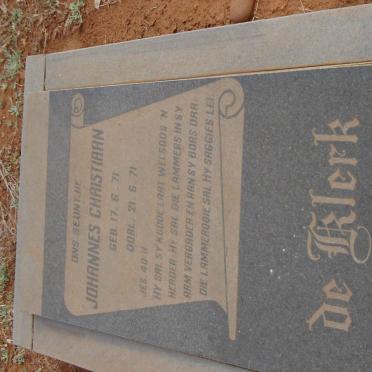 ONS SEUNTJIE
JOHANNES CHRISTIAAN
GEB. 17. 6. 71
OORL. 21. 6. 71
JES. 40:11
HY SAL SY KUDDE LAAT WEI SOOS 'N
HERDER: HY SAL DIE LAMMERS IN SY
ARM VERGADER EN AAN SY BORS DRA;
DIE LAMMEROOIE SAL HY SAGGIES LEI
de Klerk